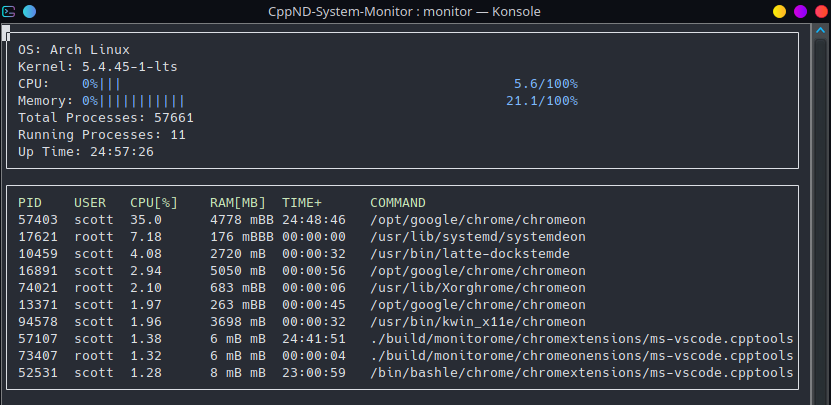 CppND-System-Monitor : monitor — Konsole
OS: Arch Linux
Kernel: 5.4.45-1-lts
CPU: 0%||| 5.6/100%
Memory: 0%||||||||||| 21.1/100%
Total Processes: 57661
Running Processes: 11
Up Time: 24:57:26
PID USER CPU[%] RAM[MB] TIME+ COMMAND
57403 scott 35.0 4778 mBB 24:48:46 /opt/google/chrome/chromeon
17621 roott 7.18 176 mBBB 00:00:00 /usr/lib/systemd/systemdeon
10459 scott 4.08 2720 mB 00:00:32 /usr/bin/latte-dockstemde
16891 scott 2.94 5050 mB 00:00:56 /opt/google/chrome/chromeon
74021 roott 2.10 683 mBB 00:00:06 /usr/lib/Xorghrome/chromeon
13371 scott 1.97 263 mBB 00:00:45 /opt/google/chrome/chromeon
94578 scott 1.96 3698 mB 00:00:32 /usr/bin/kwin_x11e/chromeon
57107 scott 1.38 6 mB mB 24:41:51 ./build/monitorome/chromextensions/ms-vscode.cpptools
73407 roott 1.32 6 mB mB 00:00:04 ./build/monitorome/chromeonensions/ms-vscode.cpptools
52531 scott 1.28 8 mB mB 23:00:59 /bin/bashle/chrome/chromextensions/ms-vscode.cpptools